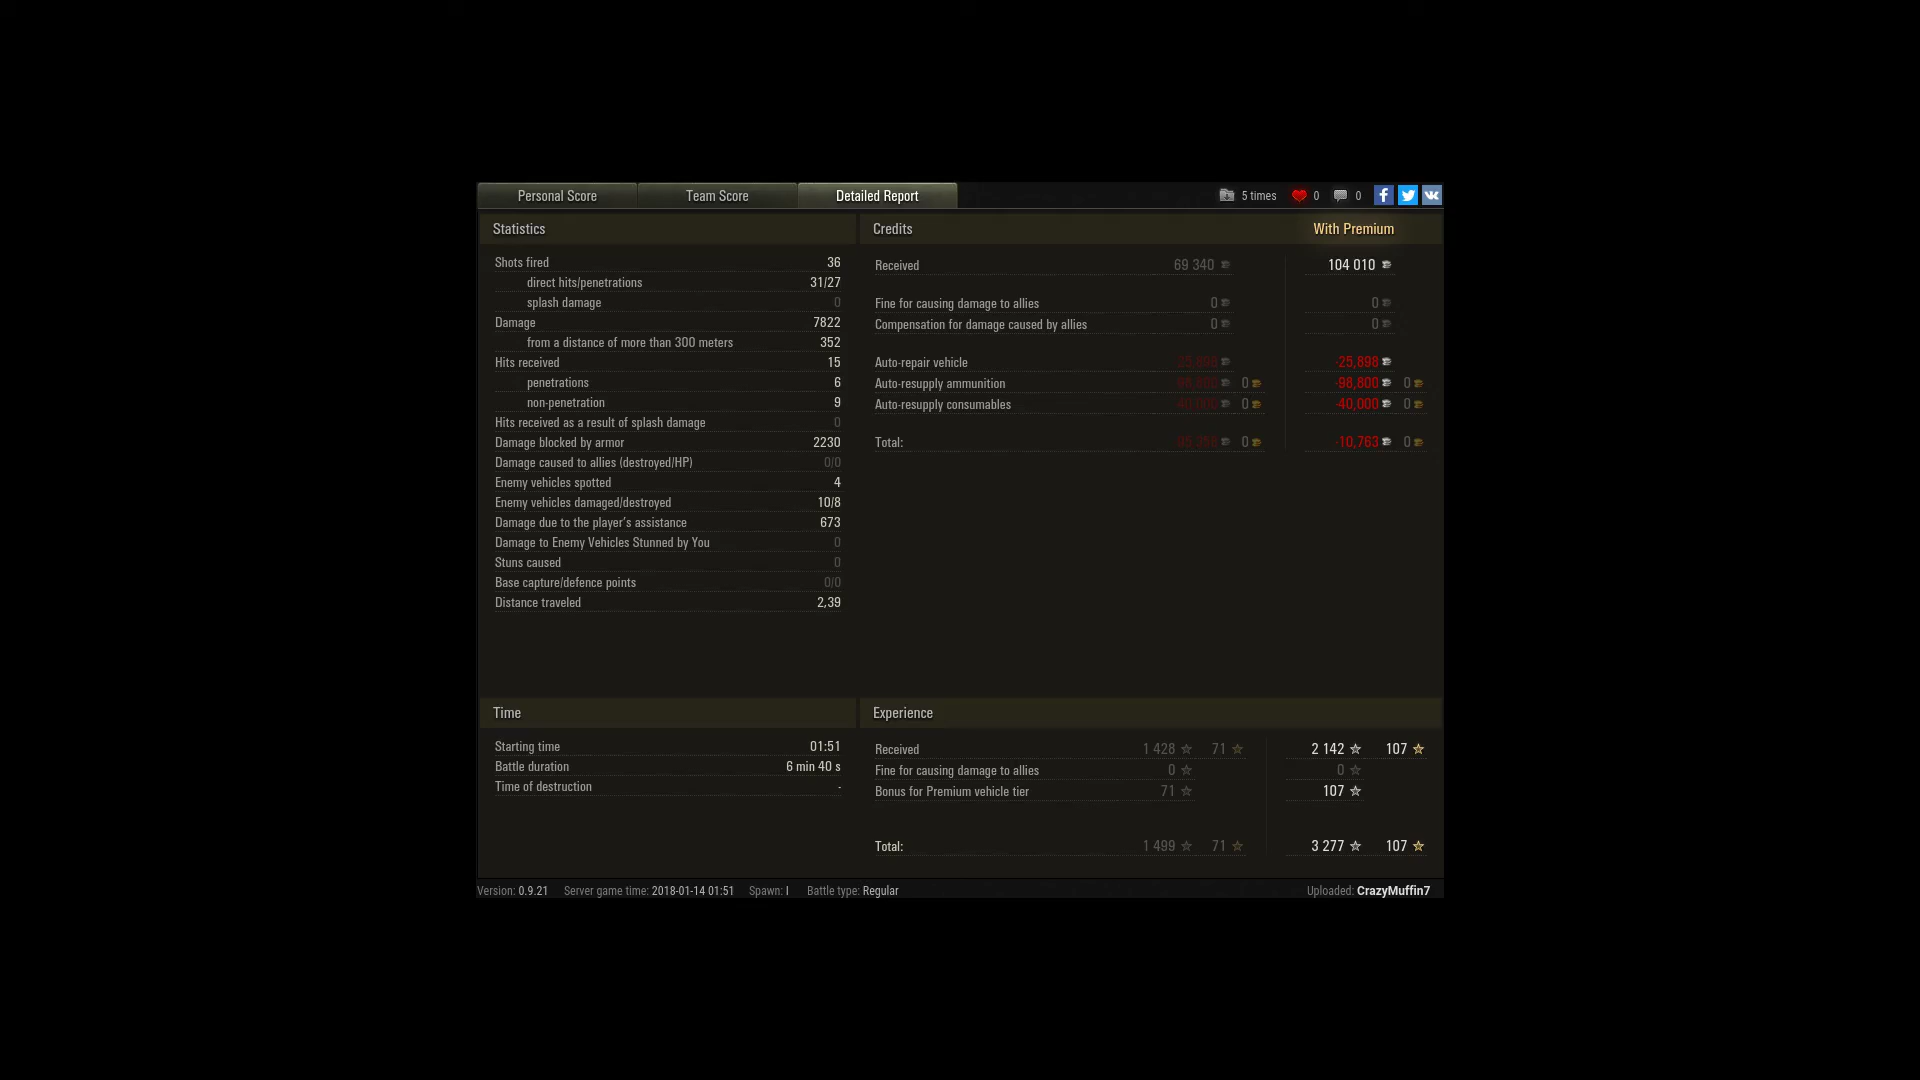 Personal Score Team Score Detailed Report 5 times 0 0
Statistics
Shots fired 36
direct hits/penetrations 31/27
splash damage 0
Damage 7822
from a distance of more than 300 meters 352
Hits received 15
penetrations 6
non-penetration 9
Hits received as a result of splash damage 0
Damage blocked by armor 2230
Damage caused to allies (destroyed/HP) 0/0
Enemy vehicles spotted 4
Enemy vehicles damaged/destroyed 10/8
Damage due to the player's assistance 673
Damage to Enemy Vehicles Stunned by You 0
Stuns caused 0
Base capture/defence points 0/0
Distance traveled 2,39
Credits With Premium
Received 69 340 104 010
Fine for causing damage to allies 0 0
Compensation for damage caused by allies 0 0
Auto-repair vehicle -25,898
Auto-resupply ammunition 0 -98,800 0
Auto-resupply consumables 0 -40,000 0
Total: 0 -10,763 0
Time
Starting time 01:51
Battle duration 6 min 40 s
Time of destruction -
Experience
Received 1 428 71 2 142 107
Fine for causing damage to allies 0 0
Bonus for Premium vehicle tier 71 107
Total: 1 499 71 3 277 107
Version: 0.9.21 Server game time: 2018-01-14 01:51 Spawn: I Battle type: Regular Uploaded: CrazyMuffin7